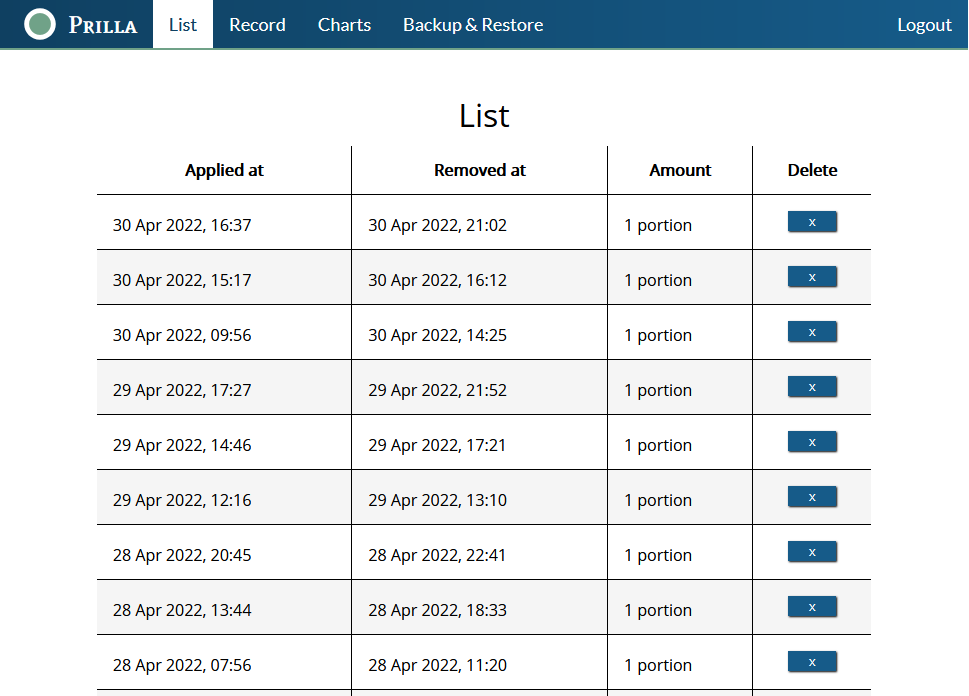 PRILLA List Record Charts Backup & Restore Logout
List
Applied at Removed at Amount Delete
30 Apr 2022, 16:37 30 Apr 2022, 21:02 1 portion x
30 Apr 2022, 15:17 30 Apr 2022, 16:12 1 portion x
30 Apr 2022, 09:56 30 Apr 2022, 14:25 1 portion x
29 Apr 2022, 17:27 29 Apr 2022, 21:52 1 portion x
29 Apr 2022, 14:46 29 Apr 2022, 17:21 1 portion x
29 Apr 2022, 12:16 29 Apr 2022, 13:10 1 portion x
28 Apr 2022, 20:45 28 Apr 2022, 22:41 1 portion x
28 Apr 2022, 13:44 28 Apr 2022, 18:33 1 portion x
28 Apr 2022, 07:56 28 Apr 2022, 11:20 1 portion x